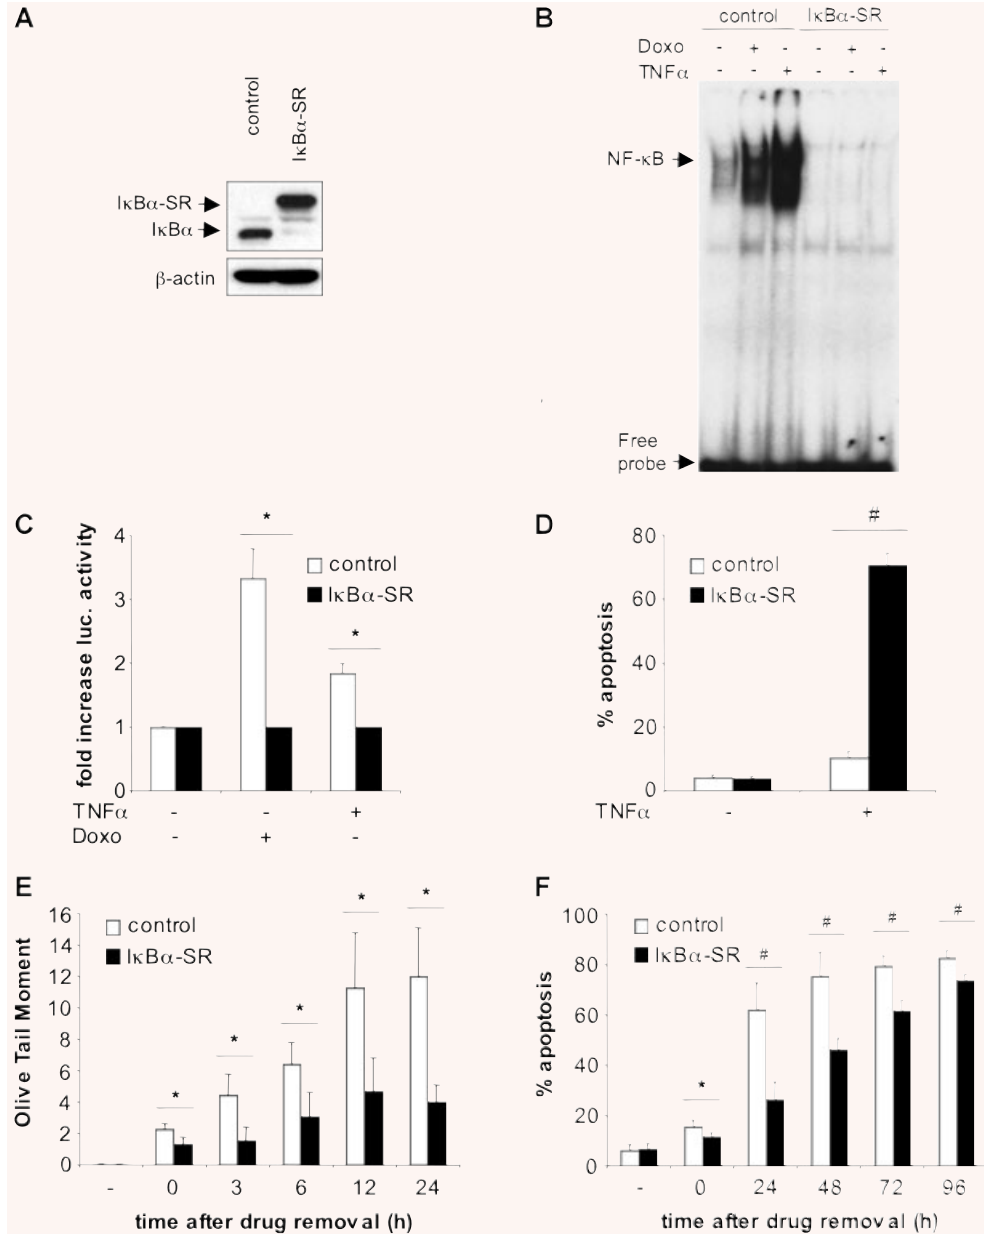 A
control
IκBα-SR
IκBα-SR
IκBα
β-actin
B
control IκBα-SR
Doxo - + - - + -
TNFα - - + - - +
NF-κB
Free
probe
C
fold increase luc. activity
4
3
2
1
0
*
*
control
IκBα-SR
TNFα - - +
Doxo - + -
D
% apoptosis
80
60
40
20
0
#
control
IκBα-SR
TNFα - +
E
Olive Tail Moment
16
14
12
10
8
6
4
2
0
control
IκBα-SR
* * * * *
- 0 3 6 12 24
time after drug removal (h)
F
% apoptosis
100
80
60
40
20
0
control
IκBα-SR
* # # # #
- 0 24 48 72 96
time after drug removal (h)